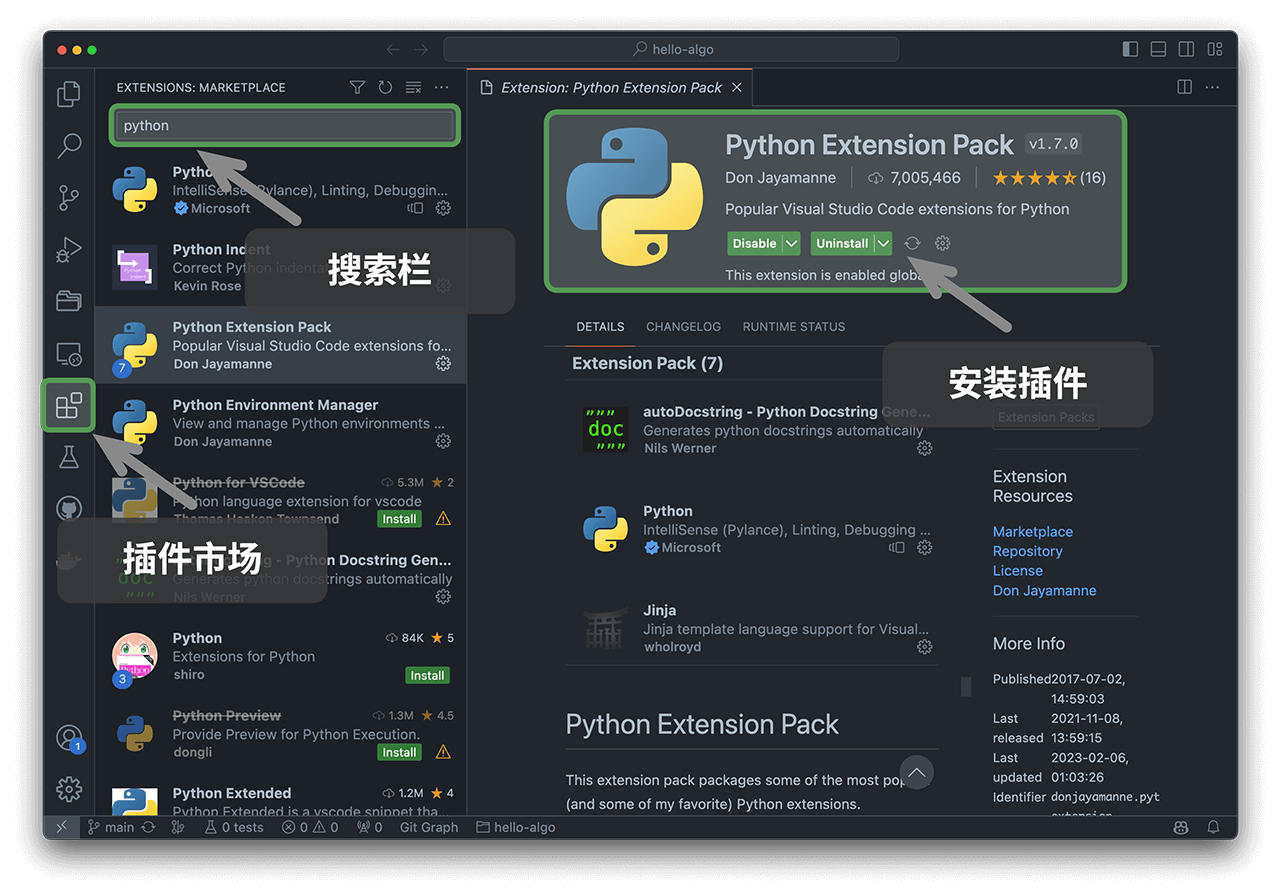 hello-algo
EXTENSIONS: MARKETPLACE
python
Pytho
IntelliSense (Pylance), Linting, Debuggin...
Microsoft
Python Indent
Correct Python indenta
Kevin Rose
搜索栏
Python Extension Pack
Popular Visual Studio Code extensions fo...
Don Jayamanne
7
Python Environment Manager
View and manage Python environments ...
Don Jayamanne
Python for VSCode
5.3M
2
Python language extension for vscode
Thomas Haakon Townsend
Install
插件市场
- Python Docstring Gen...
Generates python docstrings automatically
Nils Werner
Python
84K
5
Extensions for Python
shiro
Install
3
Python Preview
1.3M
4.5
Provide Preview for Python Execution.
dongli
Install
1
Python Extended
1.2M
4
Python Extended is a vscode snippet tha...
Extension: Python Extension Pack
Python Extension Pack
v1.7.0
Don Jayamanne
7,005,466
(16)
Popular Visual Studio Code extensions for Python
Disable
Uninstall
This extension is enabled globa
安装插件
DETAILS
CHANGELOG
RUNTIME STATUS
Extension Pack (7)
"""
doc
"""
autoDocstring - Python Docstring Gene...
Generates python docstrings automatically
Nils Werner
Python
IntelliSense (Pylance), Linting, Debugging ...
Microsoft
Jinja
Jinja template language support for Visual...
wholroyd
Python Extension Pack
This extension pack packages some of the most pop
(and some of my favorite) Python extensions.
Extension Packs
Extension
Resources
Marketplace
Repository
License
Don Jayamanne
More Info
Published 2017-07-02,
14:59:03
Last 2021-11-08,
released 13:59:15
Last 2023-02-06,
updated 01:03:26
Identifier donjayamanne.pyt
main
0 tests
0
0
0
Git Graph
hello-algo